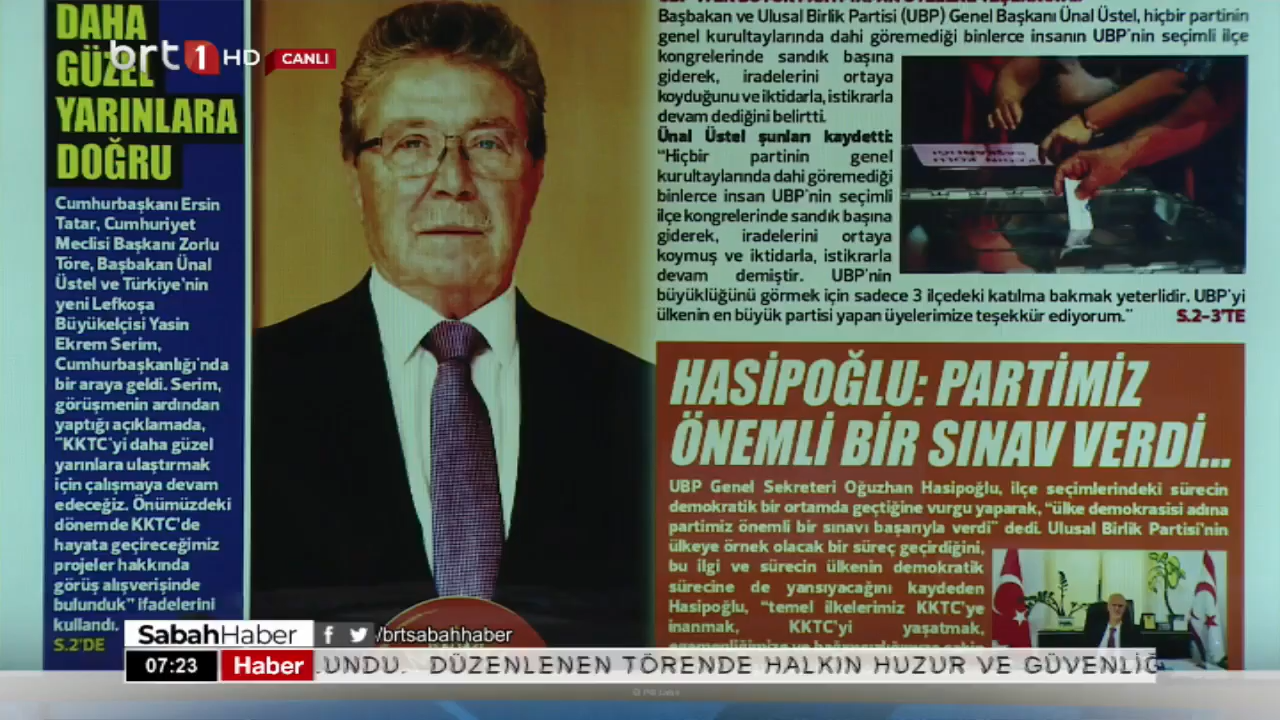 DAHA
GÜZEL
YARINLARA
DOĞRU
brt 1 HD CANLI
Cumhurbaşkanı Ersin
Tatar, Cumhuriyet
Meclisi Başkanı Zorlu
Töre, Başbakan Ünal
Üstel ve Türkiye'nin
yeni Lefkoşa
Büyükelçisi Yasin
Ekrem Serim,
Cumhurbaşkanlığı'nda
bir araya geldi. Serim,
görüşmenin ardından
yaptığı açıklamada,
"KKTC'yi daha güzel
yarınlara ulaştırmak
için çalışmaya devam
edeceğiz. Önümüzdeki
dönemde KKTC'de
hayata geçireceğimiz
projeler hakkında
görüş alışverişinde
bulunduk" ifadelerini
kullandı.
S.2'DE
Başbakan ve Ulusal Birlik Partisi (UBP) Genel Başkanı Ünal Üstel, hiçbir partinin
genel kurultaylarında dahi göremediği binlerce insanın UBP'nin seçimli ilçe
kongrelerinde sandık başına
giderek, iradelerini ortaya
koyduğunu ve iktidarla, istikrarla
devam dediğini belirtti.
Ünal Üstel şunları kaydetti:
"Hiçbir partinin genel
kurultaylarında dahi göremediği
binlerce insan UBP'nin seçimli
ilçe kongrelerinde sandık başına
giderek, iradelerini ortaya
koymuş ve iktidarla, istikrarla
devam demiştir. UBP'nin
büyüklüğünü görmek için sadece 3 ilçedeki katılma bakmak yeterlidir. UBP'yi
ülkenin en büyük partisi yapan üyelerimize teşekkür ediyorum." S.2-3'TE
HASİPOĞLU: PARTİMİZ
ÖNEMLİ BİR SINAV VERDİ...
UBP Genel Sekreteri Oğuzhan Hasipoğlu, ilçe seçimlerindeki sürecin
demokratik bir ortamda geçtiğine vurgu yaparak, "ülke demokrasisi adına
partimiz önemli bir sınavı başarıyla verdi" dedi. Ulusal Birlik Partisi'nin
ülkeye örnek olacak bir süreç geçirdiğini,
bu ilgi ve sürecin ülkenin demokratik
sürecine de yansıyacağını kaydeden
Hasipoğlu, "temel ilkelerimiz KKTC'ye
inanmak, KKTC'yi yaşatmak,
SabahHaber /brtsabahhaber
07:23 Haber LUNDU. DÜZENLENEN TÖRENDE HALKIN HUZUR VE GÜVENLİĞ